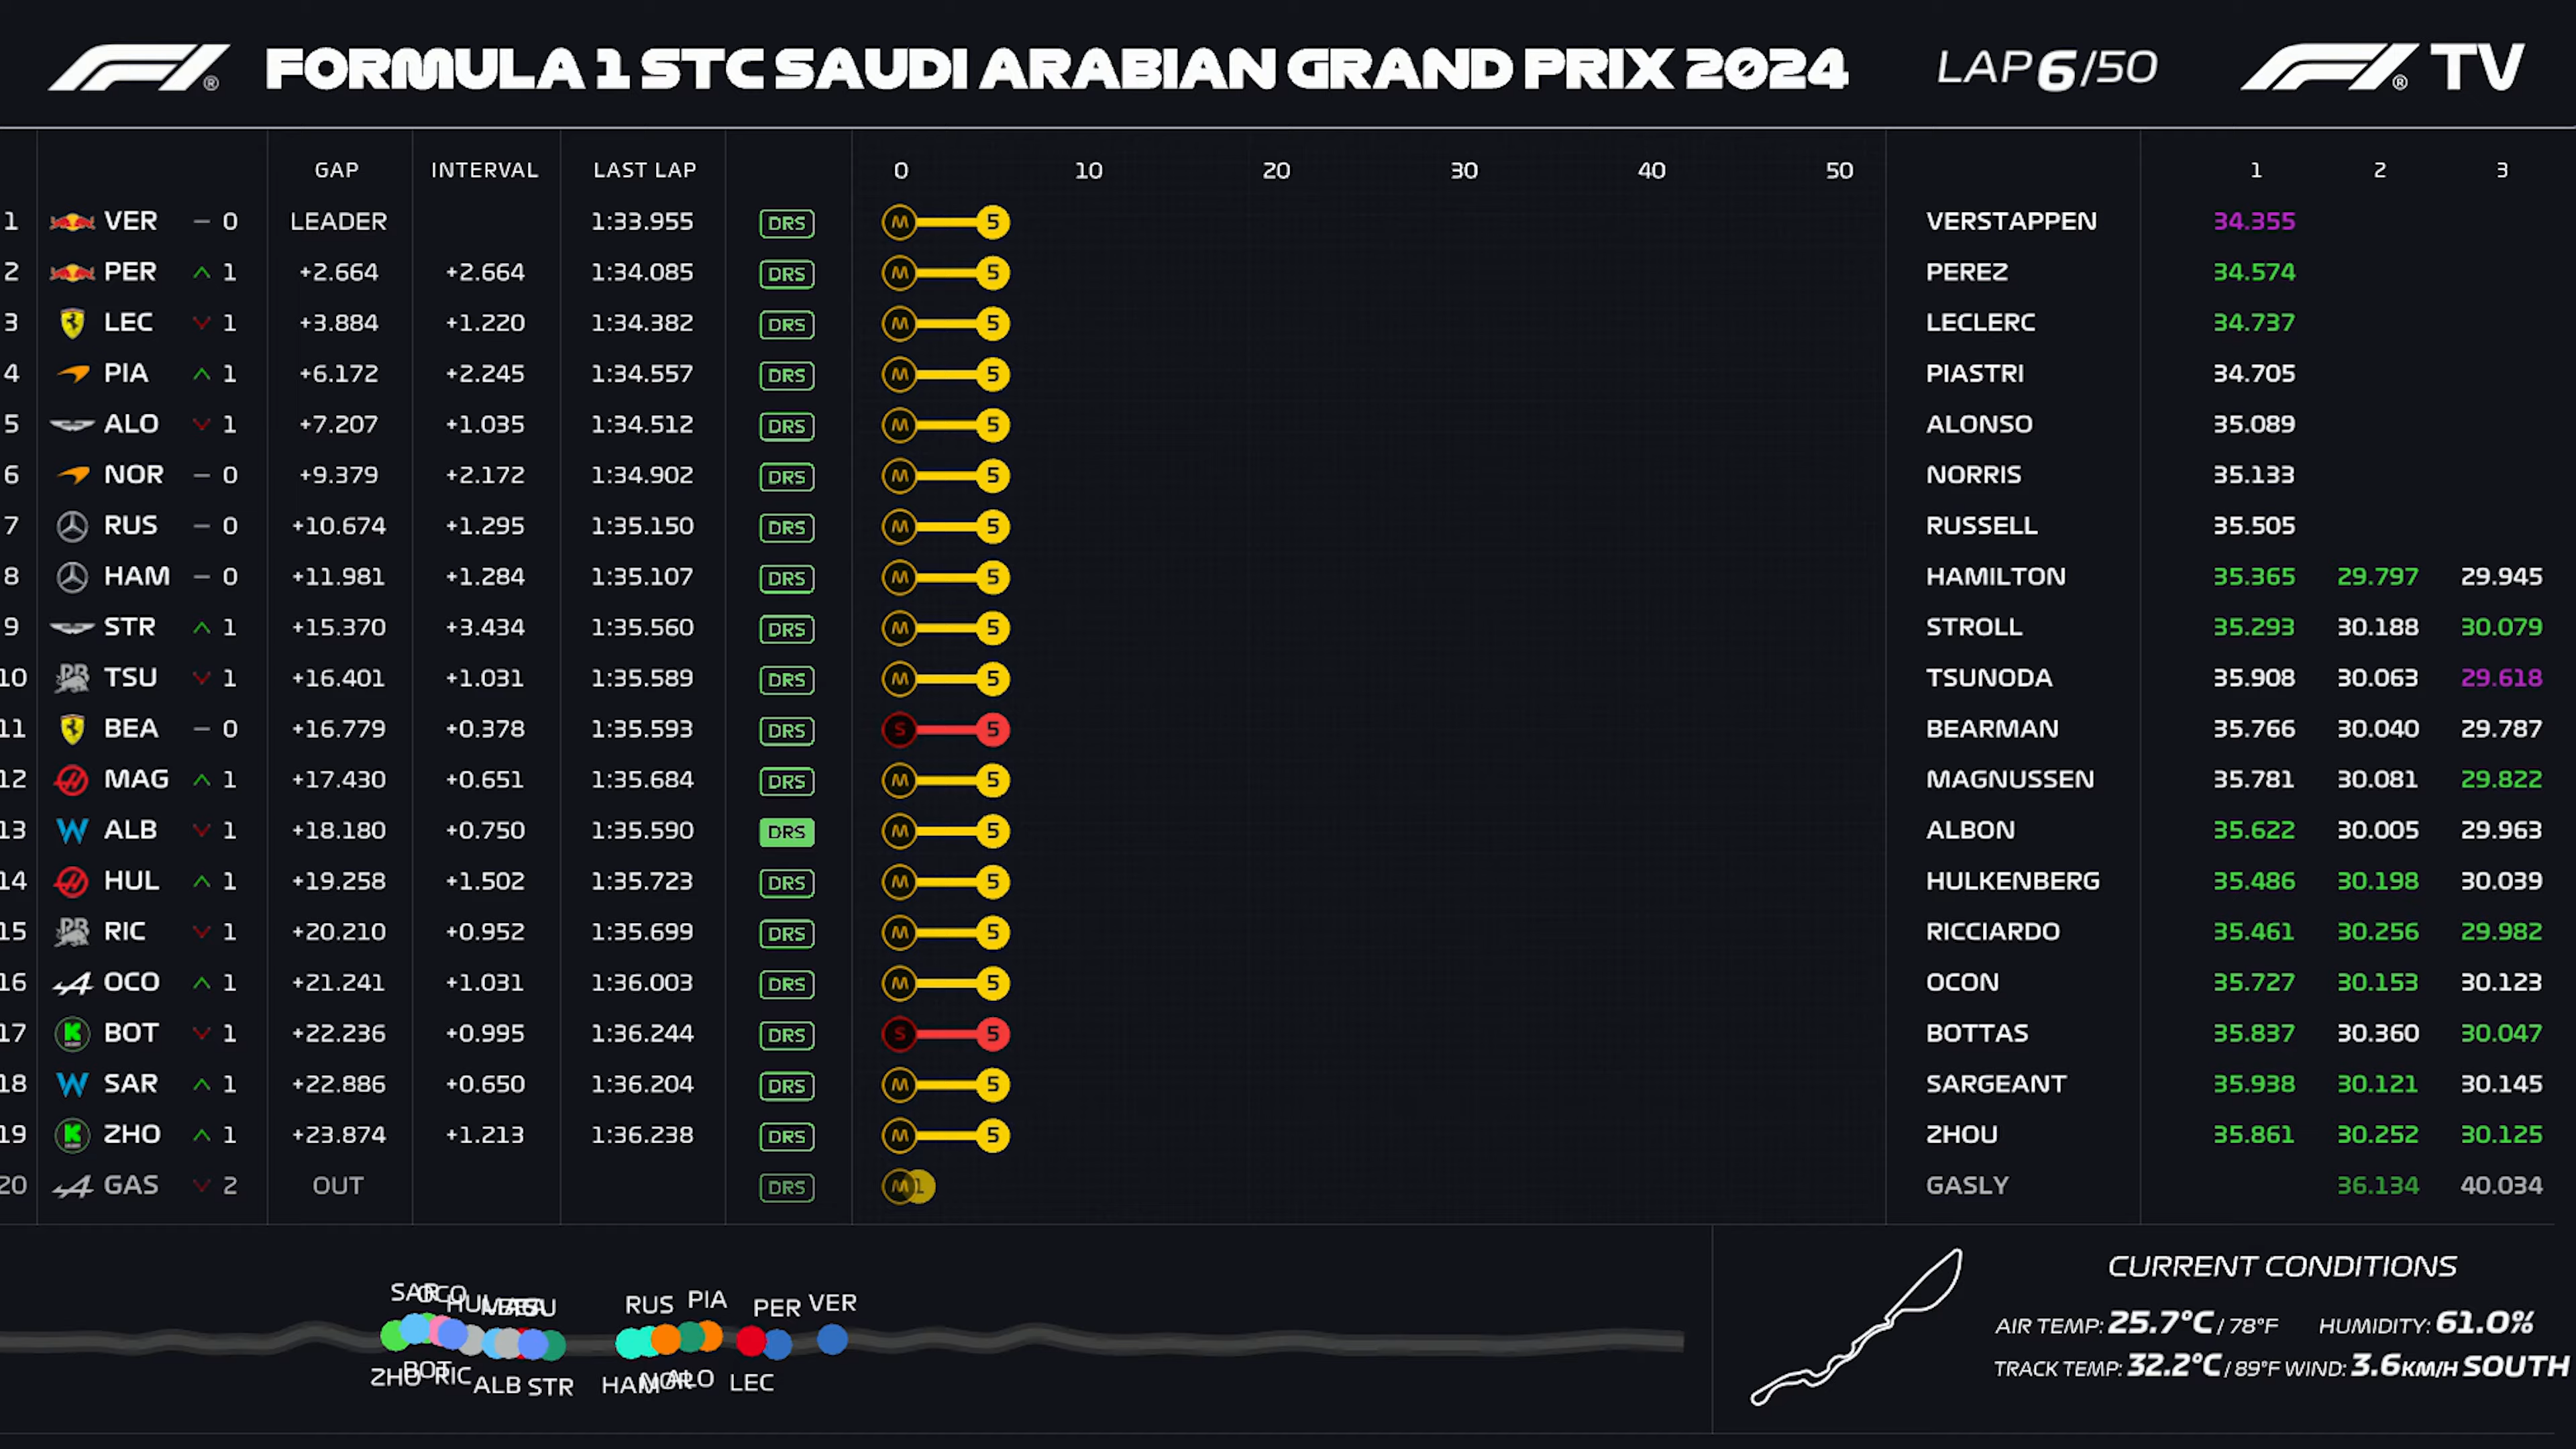 F1 FORMULA 1 STC SAUDI ARABIAN GRAND PRIX 2024 LAP 6/50 F1 TV
GAP INTERVAL LAST LAP 0 10 20 30 40 50 1 2 3
1 VER – 0 LEADER 1:33.955 DRS M 5 VERSTAPPEN 34.355
2 PER 1 +2.664 +2.664 1:34.085 DRS M 5 PEREZ 34.574
3 LEC 1 +3.884 +1.220 1:34.382 DRS M 5 LECLERC 34.737
4 PIA 1 +6.172 +2.245 1:34.557 DRS M 5 PIASTRI 34.705
5 ALO 1 +7.207 +1.035 1:34.512 DRS M 5 ALONSO 35.089
6 NOR – 0 +9.379 +2.172 1:34.902 DRS M 5 NORRIS 35.133
7 RUS – 0 +10.674 +1.295 1:35.150 DRS M 5 RUSSELL 35.505
8 HAM – 0 +11.981 +1.284 1:35.107 DRS M 5 HAMILTON 35.365 29.797 29.945
9 STR 1 +15.370 +3.434 1:35.560 DRS M 5 STROLL 35.293 30.188 30.079
10 TSU 1 +16.401 +1.031 1:35.589 DRS M 5 TSUNODA 35.908 30.063 29.618
11 BEA – 0 +16.779 +0.378 1:35.593 DRS S 5 BEARMAN 35.766 30.040 29.787
12 MAG 1 +17.430 +0.651 1:35.684 DRS M 5 MAGNUSSEN 35.781 30.081 29.822
13 ALB 1 +18.180 +0.750 1:35.590 DRS M 5 ALBON 35.622 30.005 29.963
14 HUL 1 +19.258 +1.502 1:35.723 DRS M 5 HULKENBERG 35.486 30.198 30.039
15 RIC 1 +20.210 +0.952 1:35.699 DRS M 5 RICCIARDO 35.461 30.256 29.982
16 OCO 1 +21.241 +1.031 1:36.003 DRS M 5 OCON 35.727 30.153 30.123
17 BOT 1 +22.236 +0.995 1:36.244 DRS S 5 BOTTAS 35.837 30.360 30.047
18 SAR 1 +22.886 +0.650 1:36.204 DRS M 5 SARGEANT 35.938 30.121 30.145
19 ZHO 1 +23.874 +1.213 1:36.238 DRS M 5 ZHOU 35.861 30.252 30.125
20 GAS 2 OUT DRS M 1 GASLY 36.134 40.034
SAR OCO HUL RUS PIA PER VER
ZHO BOT RIC ALB STR HAM NOR ALO LEC
CURRENT CONDITIONS
AIR TEMP: 25.7°C / 78°F HUMIDITY: 61.0%
TRACK TEMP: 32.2°C / 89°F WIND: 3.6KM/H SOUTH